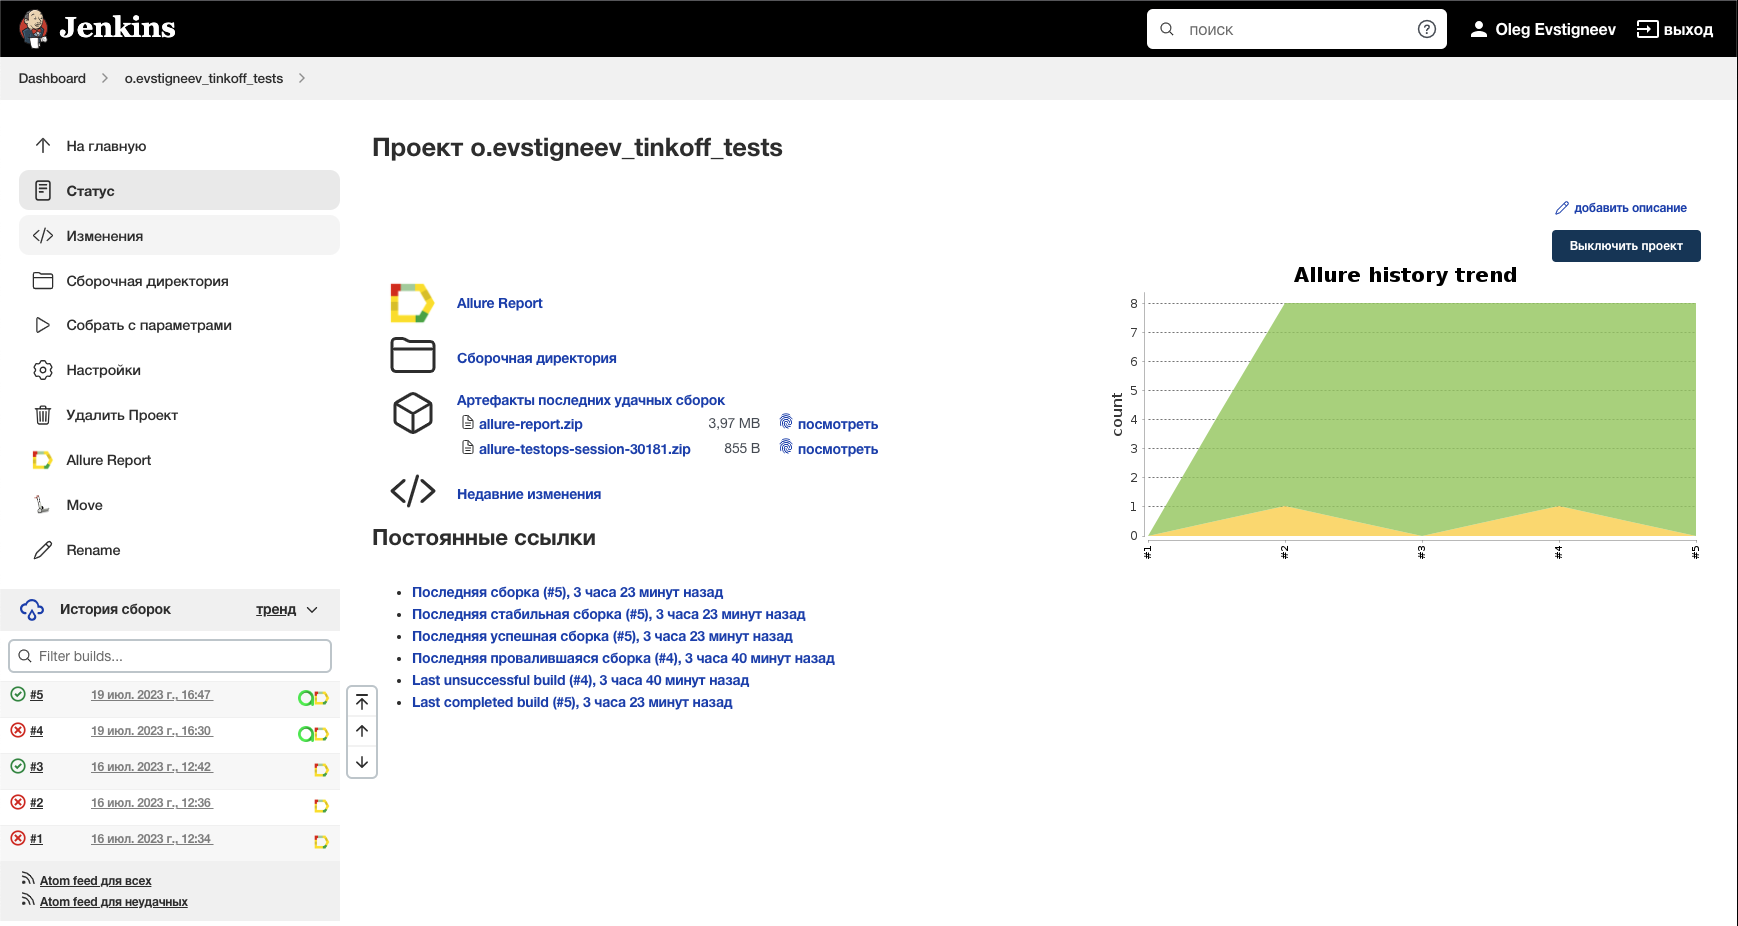 Jenkins
поиск
Oleg Evstigneev
выход
Dashboard
o.evstigneev_tinkoff_tests
На главную
Статус
Изменения
Сборочная директория
Собрать с параметрами
Настройки
Удалить Проект
Allure Report
Move
Rename
История сборок
тренд
Filter builds...
#5 19 июл. 2023 г., 16:47
#4 19 июл. 2023 г., 16:30
#3 16 июл. 2023 г., 12:42
#2 16 июл. 2023 г., 12:36
#1 16 июл. 2023 г., 12:34
Atom feed для всех
Atom feed для неудачных
Проект o.evstigneev_tinkoff_tests
добавить описание
Выключить проект
Allure Report
Сборочная директория
Артефакты последних удачных сборок
allure-report.zip 3,97 MB посмотреть
allure-testops-session-30181.zip 855 B посмотреть
Недавние изменения
Постоянные ссылки
Последняя сборка (#5), 3 часа 23 минут назад
Последняя стабильная сборка (#5), 3 часа 23 минут назад
Последняя успешная сборка (#5), 3 часа 23 минут назад
Последняя провалившаяся сборка (#4), 3 часа 40 минут назад
Last unsuccessful build (#4), 3 часа 40 минут назад
Last completed build (#5), 3 часа 23 минут назад
Allure history trend
count
8
7
6
5
4
3
2
1
0
#1
#2
#3
#4
#5